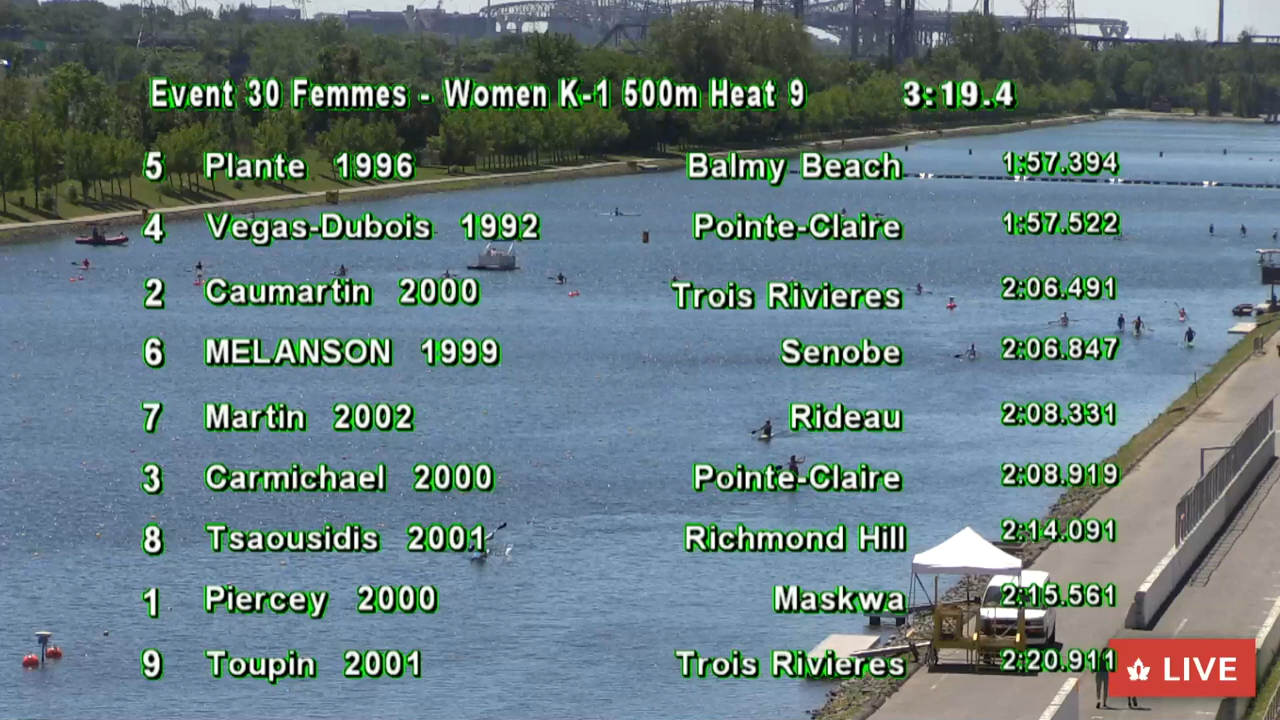 Event 30 Femmes - Women K-1 500m Heat 9 3:19.4
5 Plante 1996 Balmy Beach 1:57.394
4 Vegas-Dubois 1992 Pointe-Claire 1:57.522
2 Caumartin 2000 Trois Rivieres 2:06.491
6 MELANSON 1999 Senobe 2:06.847
7 Martin 2002 Rideau 2:08.331
3 Carmichael 2000 Pointe-Claire 2:08.919
8 Tsaousidis 2001 Richmond Hill 2:14.091
1 Piercey 2000 Maskwa 2:15.561
9 Toupin 2001 Trois Rivieres 2:20.911
LIVE